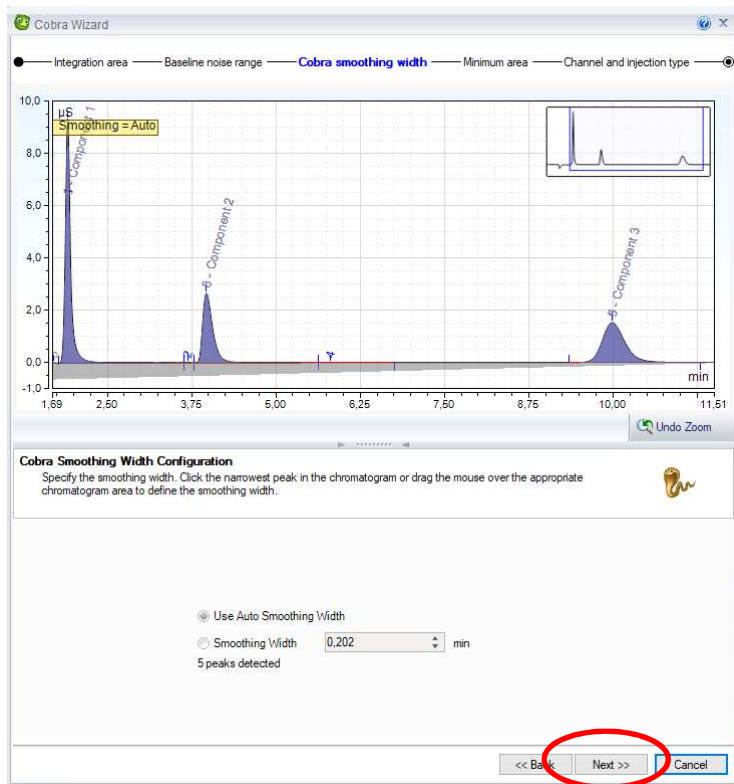 Cobra Wizard
Integration area Baseline noise range Cobra smoothing width Minimum area Channel and injection type
10,0
µS
Smoothing = Auto
1 - Component 1
8,0
6,0
Component 2
4,0
Component 3
2,0
0,0
2
4
min
-1,0
1,69 2,50 3,75 5,00 6,25 7,50 8,75 10,00 11,51
Undo Zoom
Cobra Smoothing Width Configuration
Specify the smoothing width. Click the narrowest peak in the chromatogram or drag the mouse over the appropriate
chromatogram area to define the smoothing width.
Use Auto Smoothing Width
Smoothing Width 0,202 min
5 peaks detected
<< Back Next >> Cancel